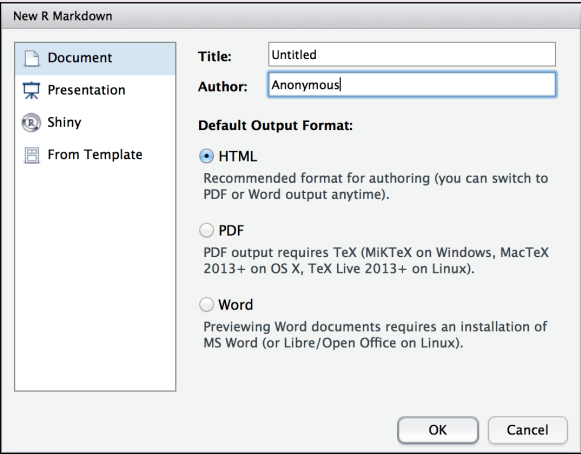 New R Markdown
Document
Presentation
Shiny
From Template
Title: Untitled
Author: Anonymous
Default Output Format:
HTML
Recommended format for authoring (you can switch to
PDF or Word output anytime).
PDF
PDF output requires TeX (MiKTeX on Windows, MacTeX
2013+ on OS X, TeX Live 2013+ on Linux).
Word
Previewing Word documents requires an installation of
MS Word (or Libre/Open Office on Linux).
OK Cancel